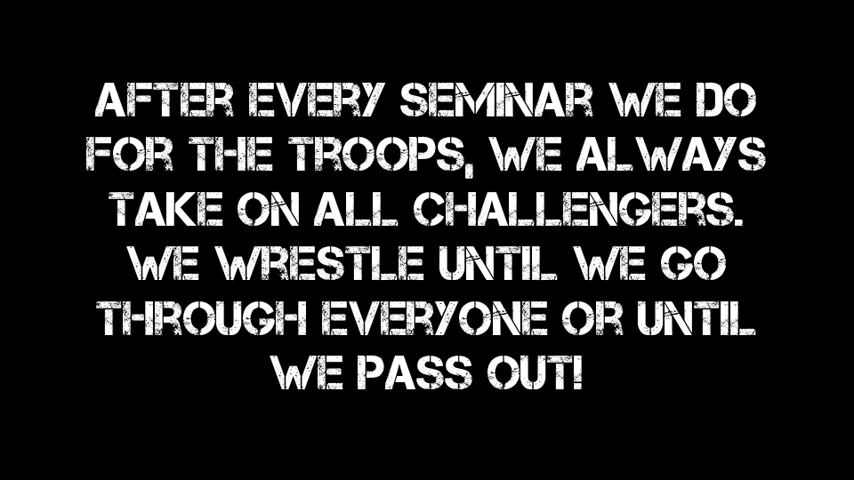 AFTER EVERY SEMINAR WE DO
FOR THE TROOPS, WE ALWAYS
TAKE ON ALL CHALLENGERS.
WE WRESTLE UNTIL WE GO
THROUGH EVERYONE OR UNTIL
WE PASS OUT!